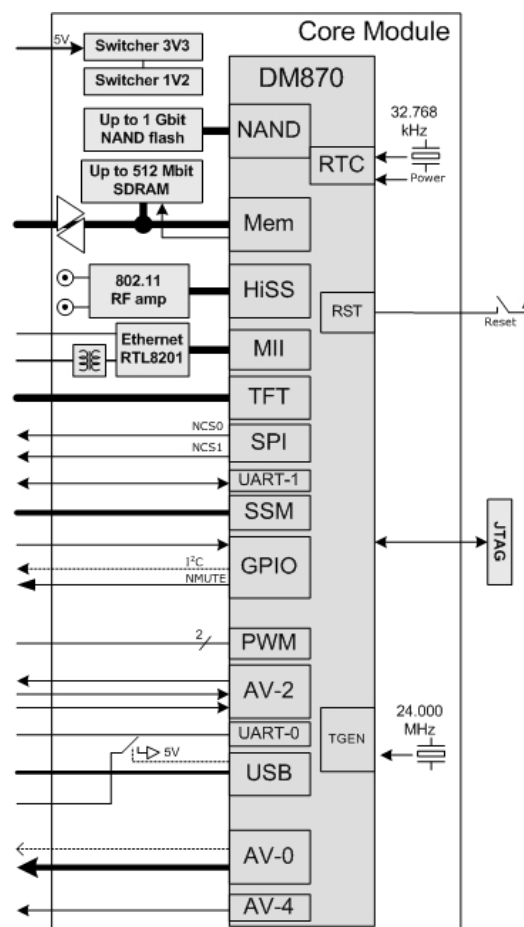 Core Module
5V
Switcher 3V3
Switcher 1V2
DM870
Up to 1 Gbit
NAND flash
NAND
32.768
kHz
RTC
Power
Up to 512 Mbit
SDRAM
Mem
802.11
RF amp
HiSS
RST
Reset
Ethernet
RTL8201
MII
TFT
NCS0
NCS1
SPI
UART-1
SSM
JTAG
I²C
NMUTE
GPIO
2
PWM
AV-2
24.000
MHz
UART-0
TGEN
5V
USB
AV-0
AV-4